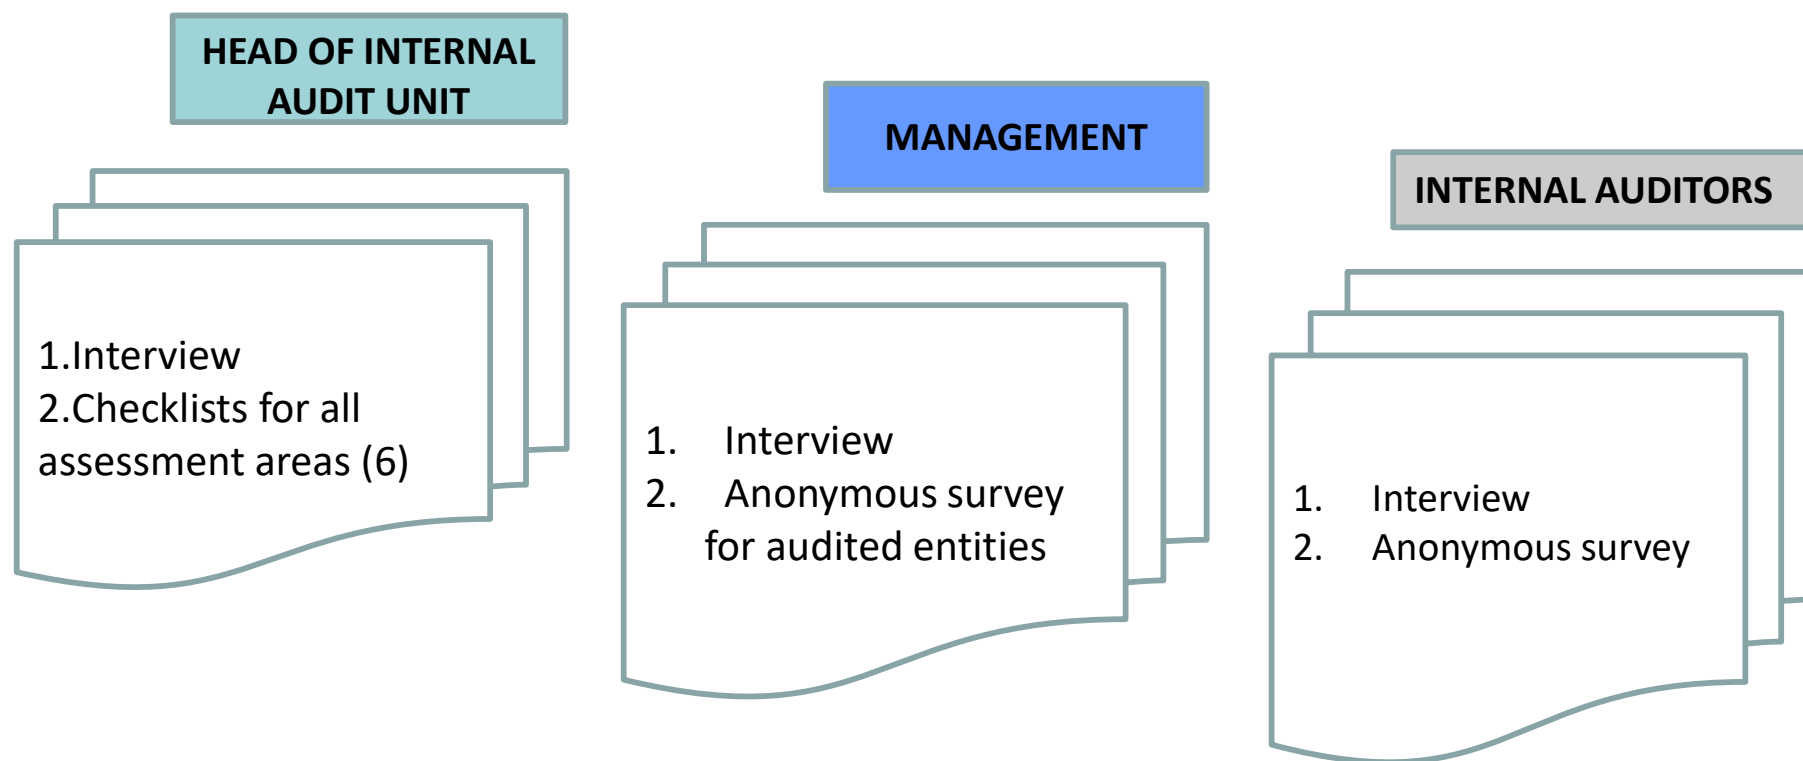 HEAD OF INTERNAL
AUDIT UNIT
1.Interview
2.Checklists for all
assessment areas (6)
MANAGEMENT
1. Interview
2. Anonymous survey
for audited entities
INTERNAL AUDITORS
1. Interview
2. Anonymous survey